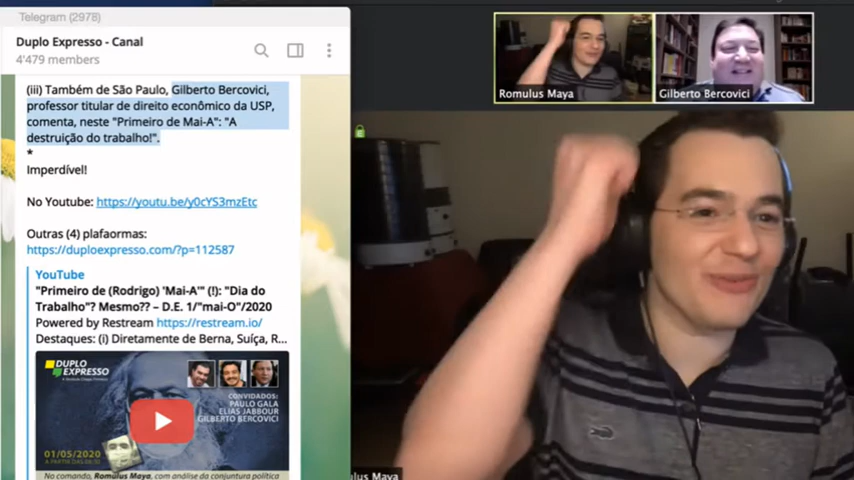 Telegram (2978)
Duplo Expresso - Canal
4'479 members
(iii) Também de São Paulo, Gilberto Bercovici,
professor titular de direito econômico da USP,
comenta, neste "Primeiro de Mai-A": "A
destruição do trabalho!".
*
Imperdível!
No Youtube: https://youtu.be/y0cYS3mzEtc
Outras (4) plafaormas:
https://duploexpresso.com/?p=112587
YouTube
"Primeiro de (Rodrigo) 'Mai-A'" (!): "Dia do
Trabalho"? Mesmo?? – D.E. 1/"mai-O"/2020
Powered by Restream https://restream.io/
Destaques: (i) Diretamente de Berna, Suíça, R...
DUPLO
EXPRESSO
CONVIDADOS:
PAULO GALA
ELIAS JABBOUR
GILBERTO BERCOVICI
01/05/2020
No comando, Romulus Maya, com análise da conjuntura política
Romulus Maya
Gilberto Bercovici
ulus Maya